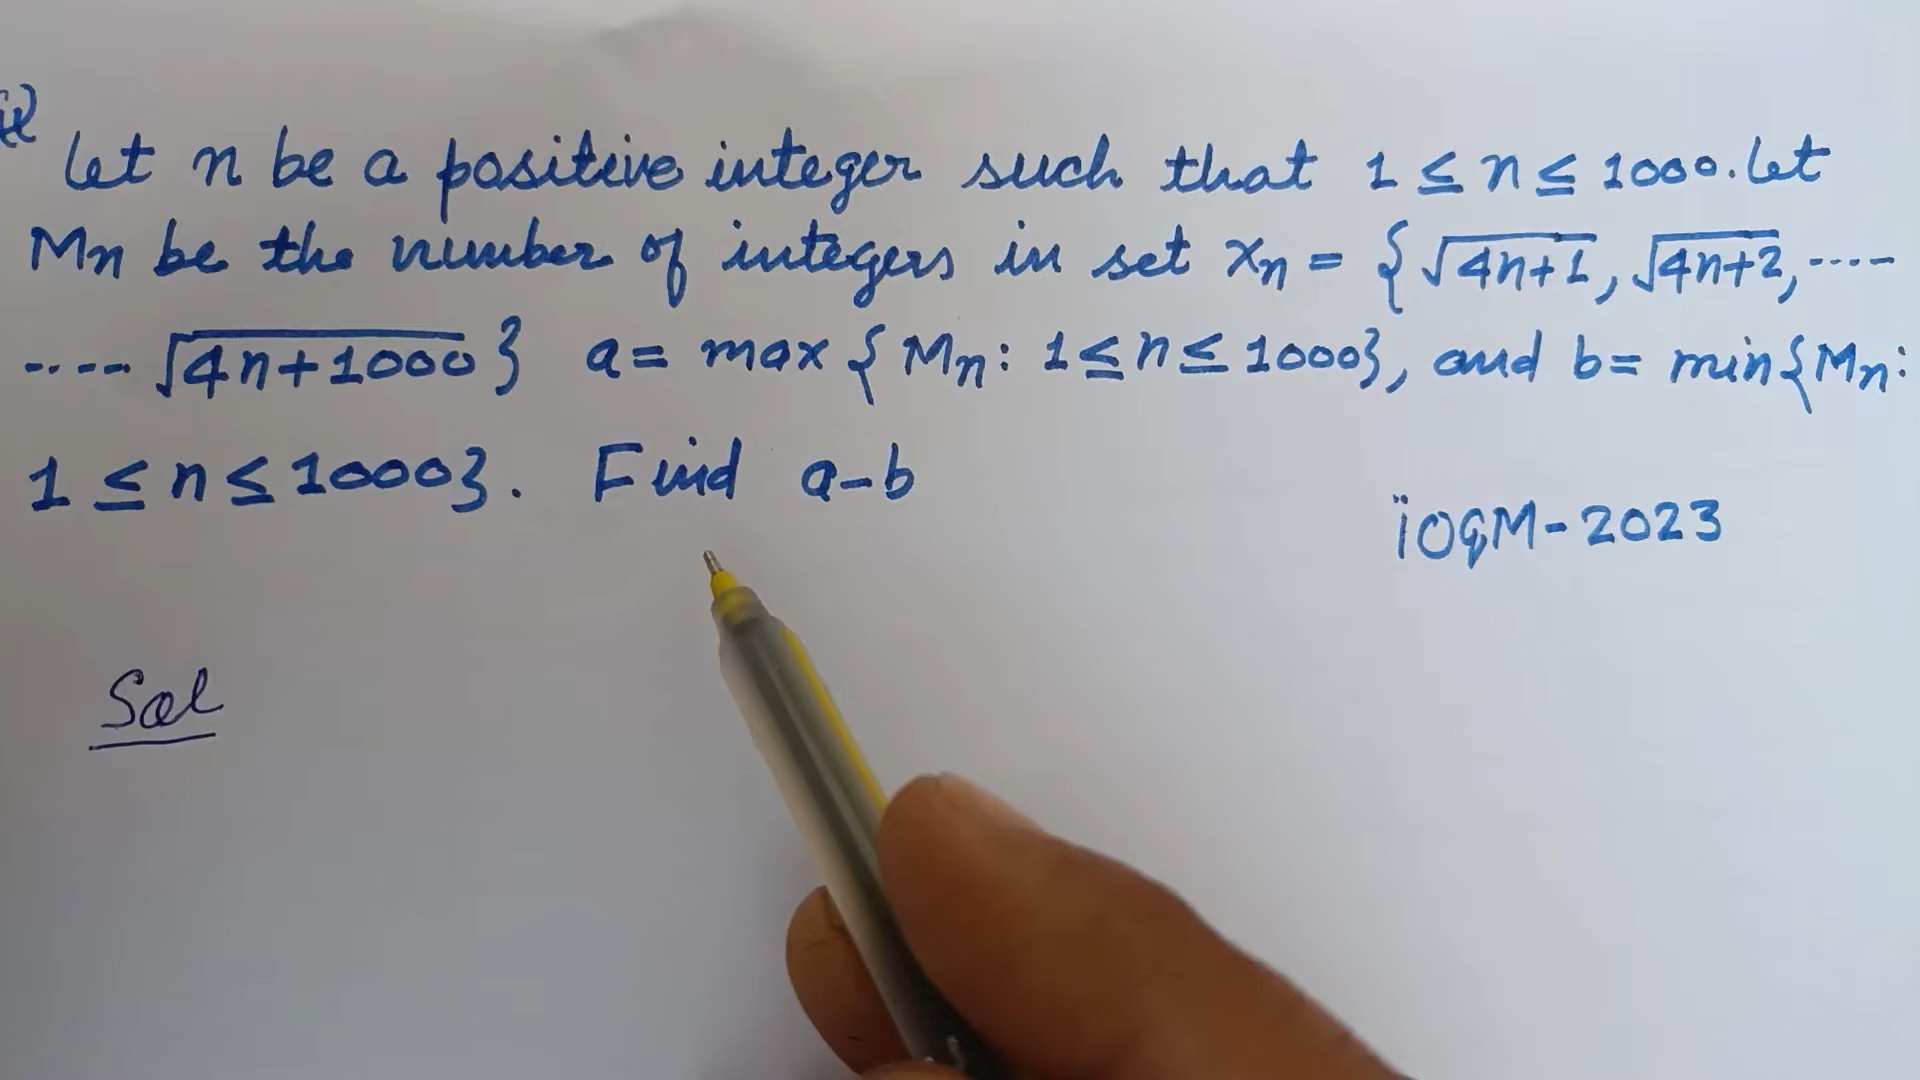 Let n be a positive integer such that 1 ≤ n ≤ 1000. Let
Mn be the number of integers in set xn = {√4n+1, √4n+2, ----
---- √4n+1000} a = max {Mn: 1≤n≤1000}, and b= min{Mn:
1 ≤ n ≤ 1000}. Find a-b
IOQM-2023
Sol